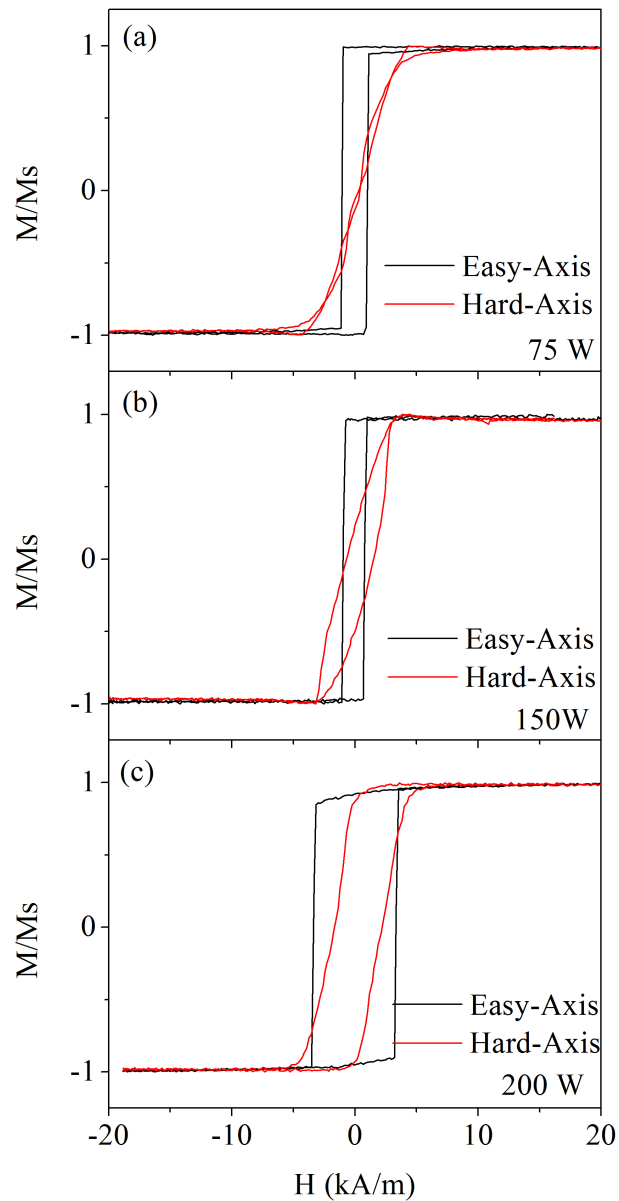 (a)
1
0
-1
M/Ms
Easy-Axis
Hard-Axis
75 W
(b)
1
0
-1
M/Ms
Easy-Axis
Hard-Axis
150W
(c)
1
0
-1
M/Ms
Easy-Axis
Hard-Axis
200 W
-20 -10 0 10 20
H (kA/m)